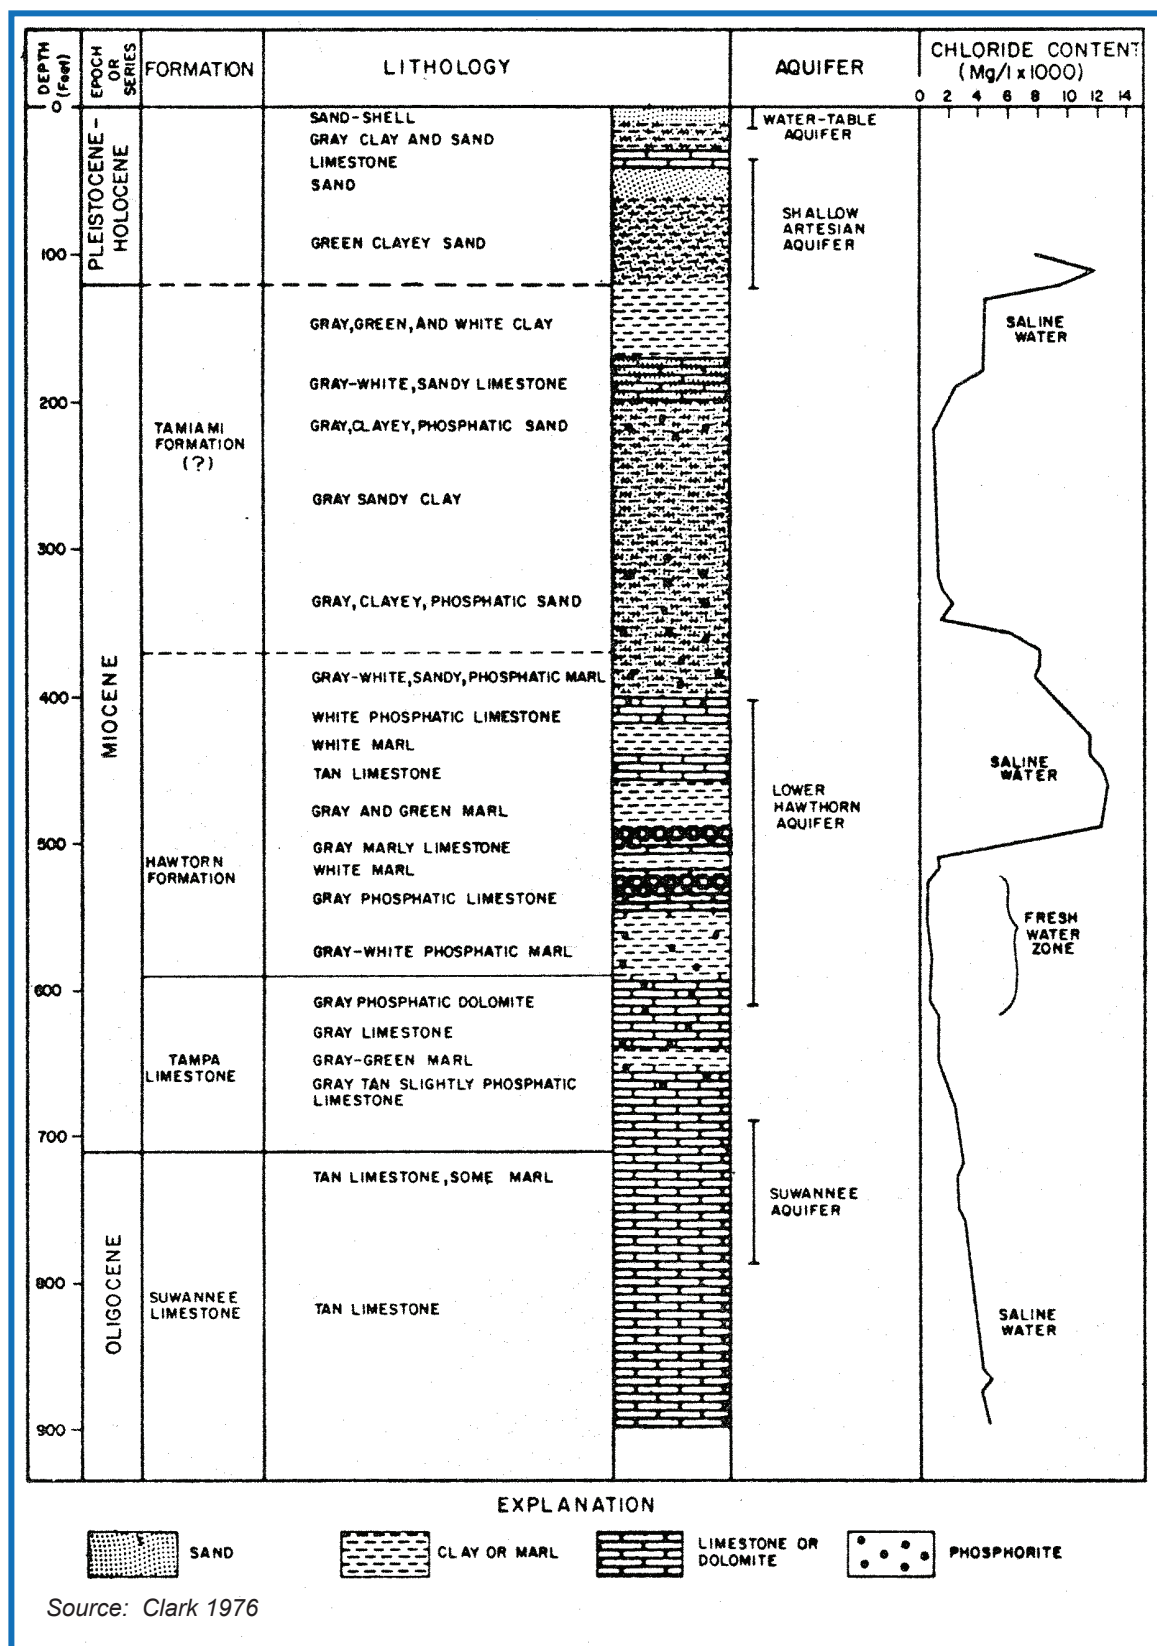 DEPTH (Feet)
EPOCH OR SERIES
FORMATION
LITHOLOGY
AQUIFER
CHLORIDE CONTENT
(Mg/l x 1000)
0 2 4 6 8 10 12 14
0
100
200
300
400
500
600
700
800
900
PLEISTOCENE-
HOLOCENE
MIOCENE
OLIGOCENE
TAMIAMI
FORMATION
(?)
HAWTORN
FORMATION
TAMPA
LIMESTONE
SUWANNEE
LIMESTONE
SAND-SHELL
GRAY CLAY AND SAND
LIMESTONE
SAND
GREEN CLAYEY SAND
GRAY, GREEN, AND WHITE CLAY
GRAY-WHITE, SANDY LIMESTONE
GRAY, CLAYEY, PHOSPHATIC SAND
GRAY SANDY CLAY
GRAY, CLAYEY, PHOSPHATIC SAND
GRAY-WHITE, SANDY, PHOSPHATIC MARL
WHITE PHOSPHATIC LIMESTONE
WHITE MARL
TAN LIMESTONE
GRAY AND GREEN MARL
GRAY MARLY LIMESTONE
WHITE MARL
GRAY PHOSPHATIC LIMESTONE
GRAY-WHITE PHOSPHATIC MARL
GRAY PHOSPHATIC DOLOMITE
GRAY LIMESTONE
GRAY-GREEN MARL
GRAY TAN SLIGHTLY PHOSPHATIC
LIMESTONE
TAN LIMESTONE, SOME MARL
TAN LIMESTONE
WATER-TABLE
AQUIFER
SHALLOW
ARTESIAN
AQUIFER
LOWER
HAWTHORN
AQUIFER
SUWANNEE
AQUIFER
SALINE
WATER
SALINE
WATER
FRESH
WATER
ZONE
SALINE
WATER
EXPLANATION
SAND
CLAY OR MARL
LIMESTONE OR
DOLOMITE
PHOSPHORITE
Source: Clark 1976